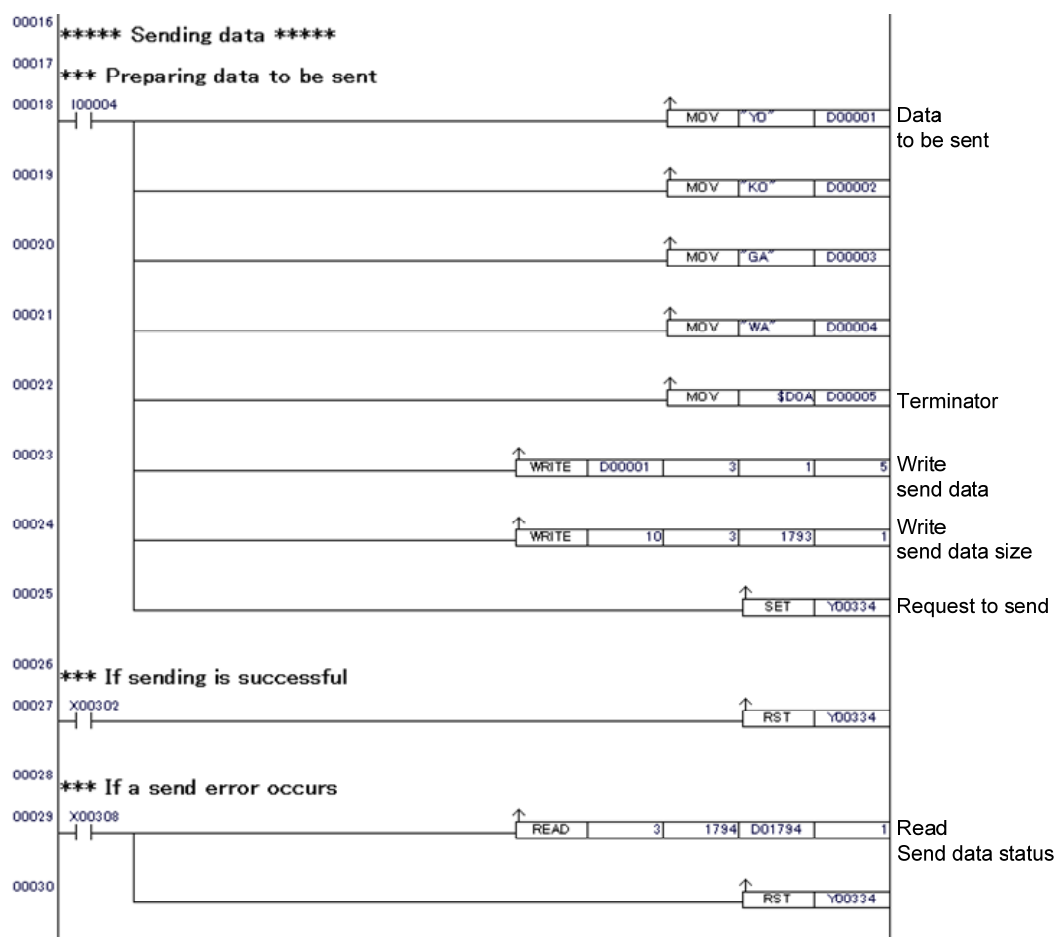 00016
***** Sending data *****
00017
*** Preparing data to be sent
00018 I00004 MOV "YO" D00001 Data
to be sent
00019 MOV "KO" D00002
00020 MOV "GA" D00003
00021 MOV "WA" D00004
00022 MOV $D0A D00005 Terminator
00023 WRITE D00001 3 1 5 Write
send data
00024 WRITE 10 3 1793 1 Write
send data size
00025 SET Y00334 Request to send
00026
*** If sending is successful
00027 X00302 RST Y00334
00028
*** If a send error occurs
00029 X00308 READ 3 1794 D01794 1 Read
Send data status
00030 RST Y00334